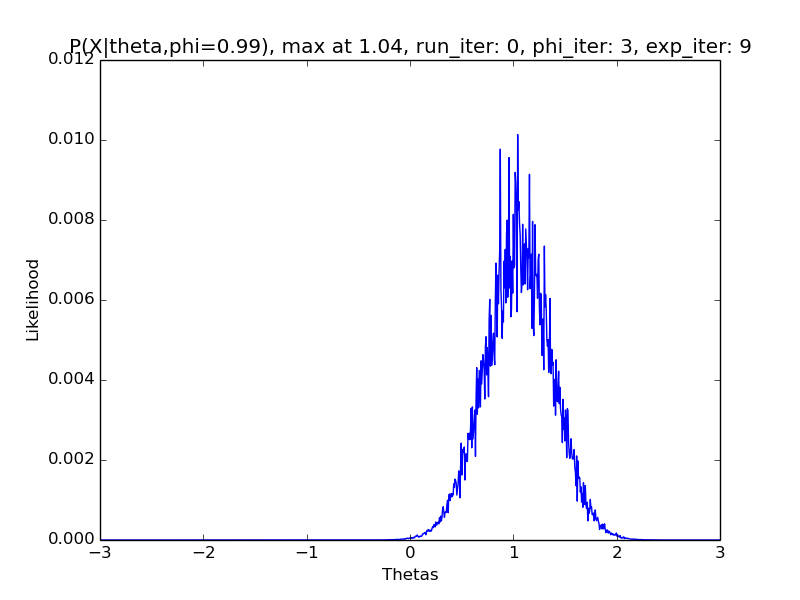 P(X|theta,phi=0.99), max at 1.04, run_iter: 0, phi_iter: 3, exp_iter: 9
0.012
0.010
0.008
0.006
0.004
0.002
0.000
Likelihood
−3 −2 −1 0 1 2 3
Thetas